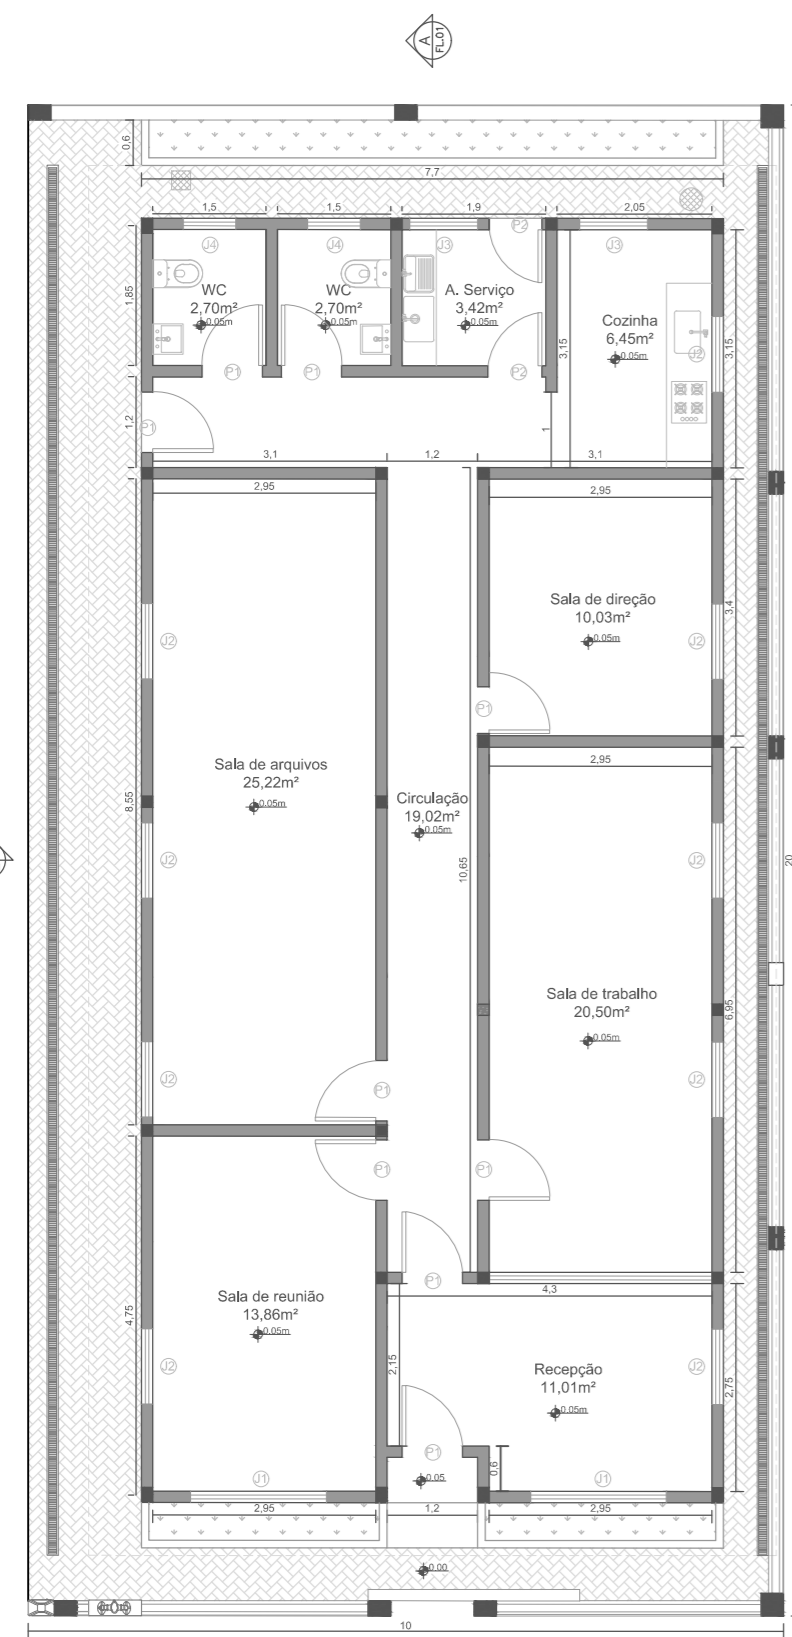 A
FL.01
0,6
7,7
1,5
1,5
1,9
2,05
J4
J4
J3
P2
J3
WC
2,70m²
0.05m
WC
2,70m²
0.05m
A. Serviço
3,42m²
0.05m
Cozinha
6,45m²
0.05m
1,85
3,15
3,15
J2
P1
P1
P2
1,2
P1
1
3,1
1,2
3,1
2,95
2,95
Sala de direção
10,03m²
0.05m
3,4
J2
J2
P1
2,95
Sala de arquivos
25,22m²
0.05m
8,55
Circulação
19,02m²
0.05m
10,65
J2
J2
20
Sala de trabalho
20,50m²
0.05m
6,95
J2
J2
P1
P1
P1
P1
4,3
Sala de reunião
13,86m²
0.05m
4,75
J2
2,15
Recepção
11,01m²
0.05m
J2
2,75
P1
0.05
0,6
J1
J1
2,95
1,2
2,95
0.00
10